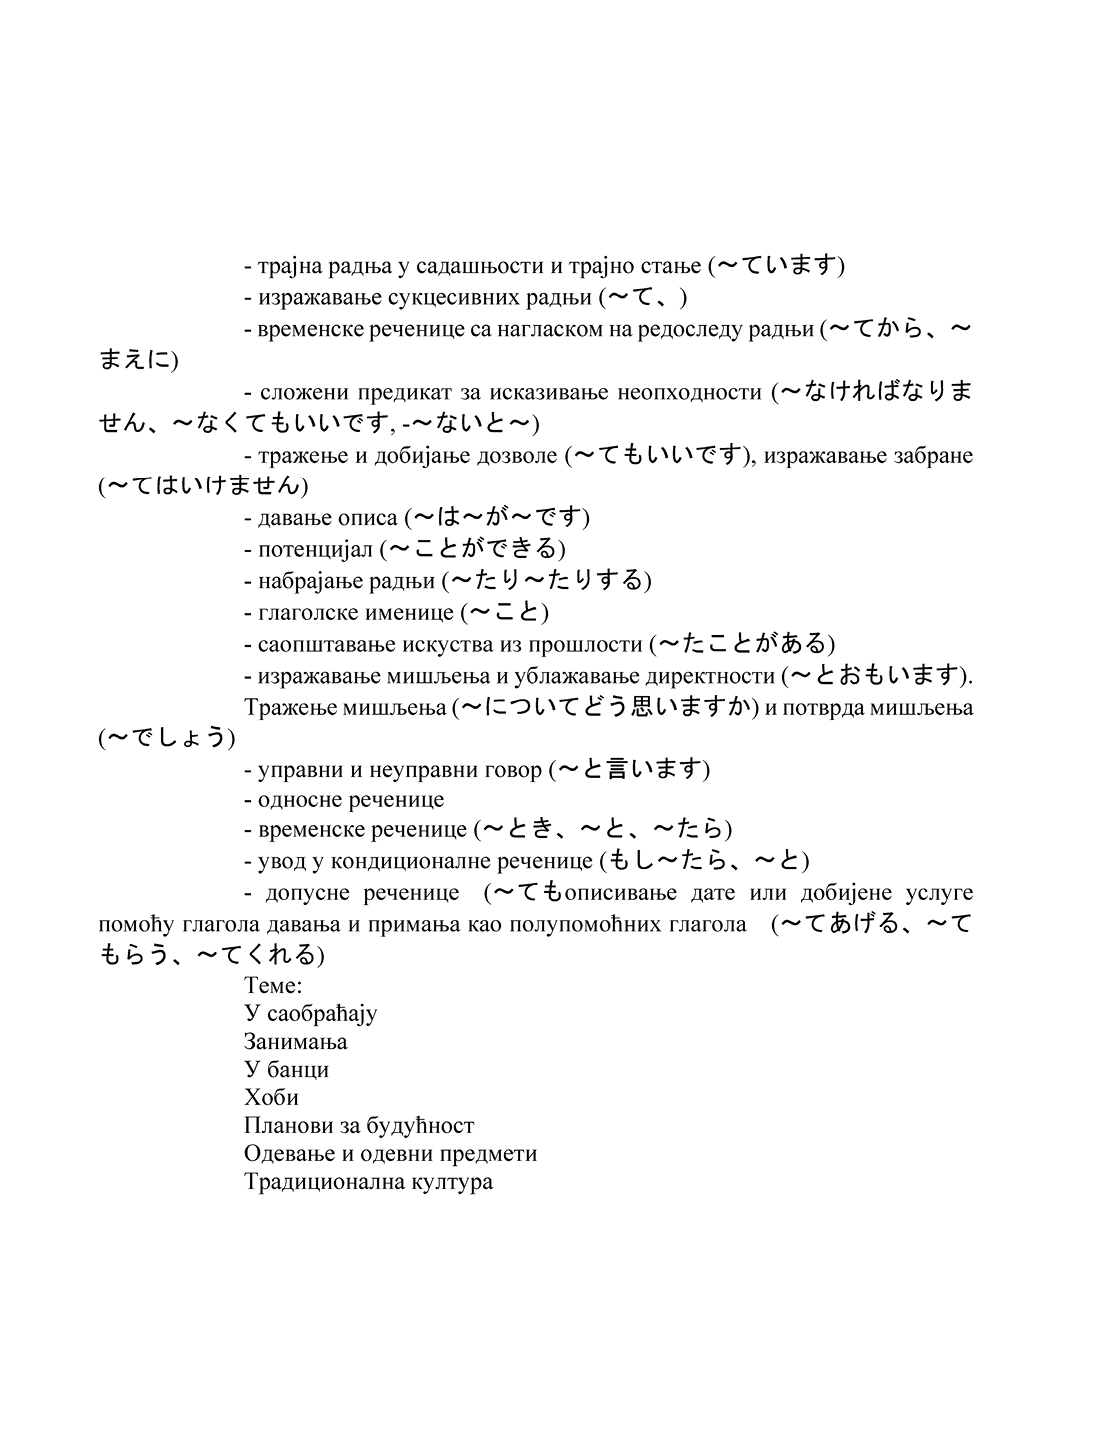 - трајна радња у садашњости и трајно стање (～ています)
- изражавање сукцесивних радњи (～て、)
- временске реченице са нагласком на редоследу радњи (～てから、～
まえに)
- сложени предикат за исказивање неопходности (～なければなりま
せん、～なくてもいいです, -～ないと～)
- тражење и добијање дозволе (～てもいいです), изражавање забране
(～てはいけません)
- давање описа (～は～が～です)
- потенцијал (～ことができる)
- набрајање радњи (～たり～たりする)
- глаголске именице (～こと)
- саопштавање искуства из прошлости (～たことがある)
- изражавање мишљења и ублажавање директности (～とおもいます).
Тражење мишљења (～についてどう思いますか) и потврда мишљења
(～でしょう)
- управни и неуправни говор (～と言います)
- односне реченице
- временске реченице (～とき、～と、～たら)
- увод у кондиционалне реченице (もし～たら、～と)
- допусне реченице (～てもописивање дате или добијене услуге
помоћу глагола давања и примања као полупомоћних глагола (～てあげる、～て
もらう、～てくれる)
Теме:
У саобраћају
Занимања
У банци
Хоби
Планови за будућност
Одевање и одевни предмети
Традиционална култура